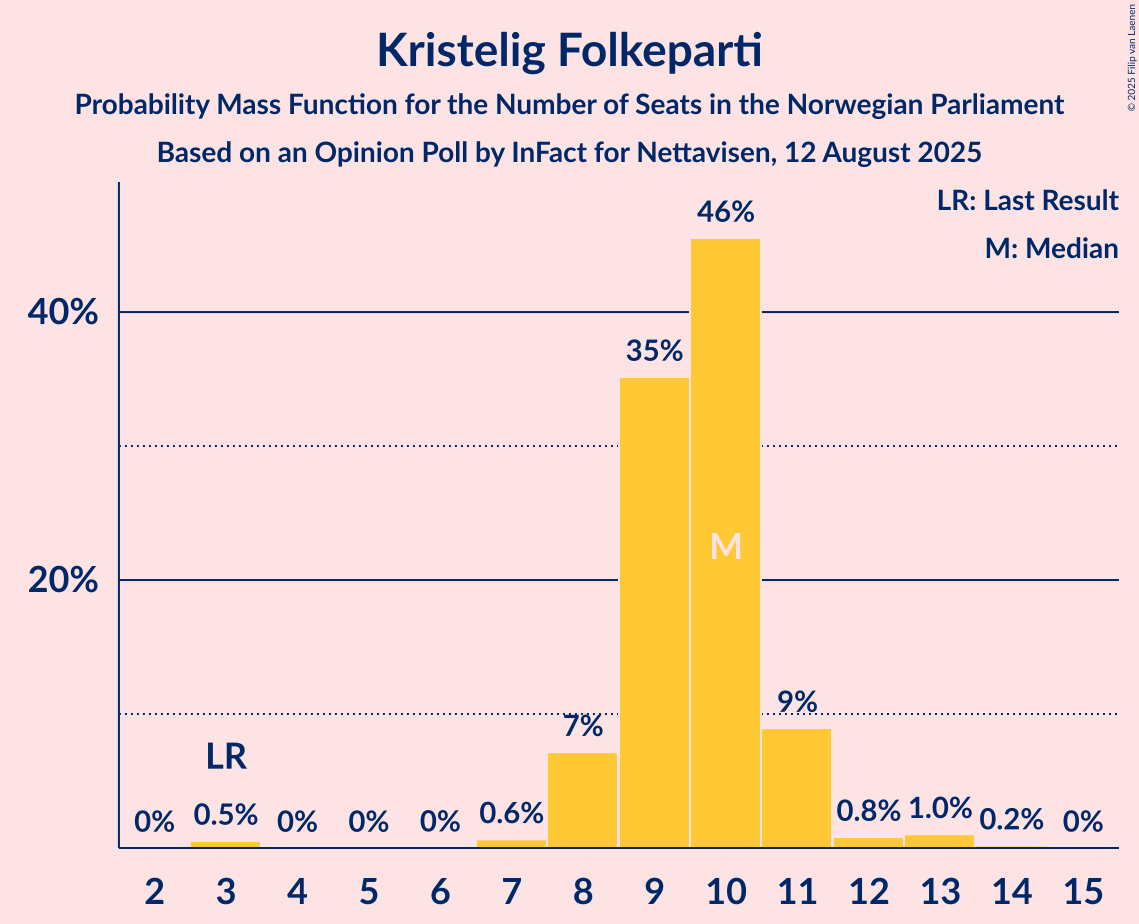 Kristelig Folkeparti
Probability Mass Function for the Number of Seats in the Norwegian Parliament
Based on an Opinion Poll by InFact for Nettavisen, 12 August 2025
© 2025 Filip van Laenen
LR: Last Result
M: Median
46%
40%
35%
M
20%
9%
7%
LR
0% 0.5% 0% 0% 0% 0.6% 0.8% 1.0% 0.2% 0%
2 3 4 5 6 7 8 9 10 11 12 13 14 15